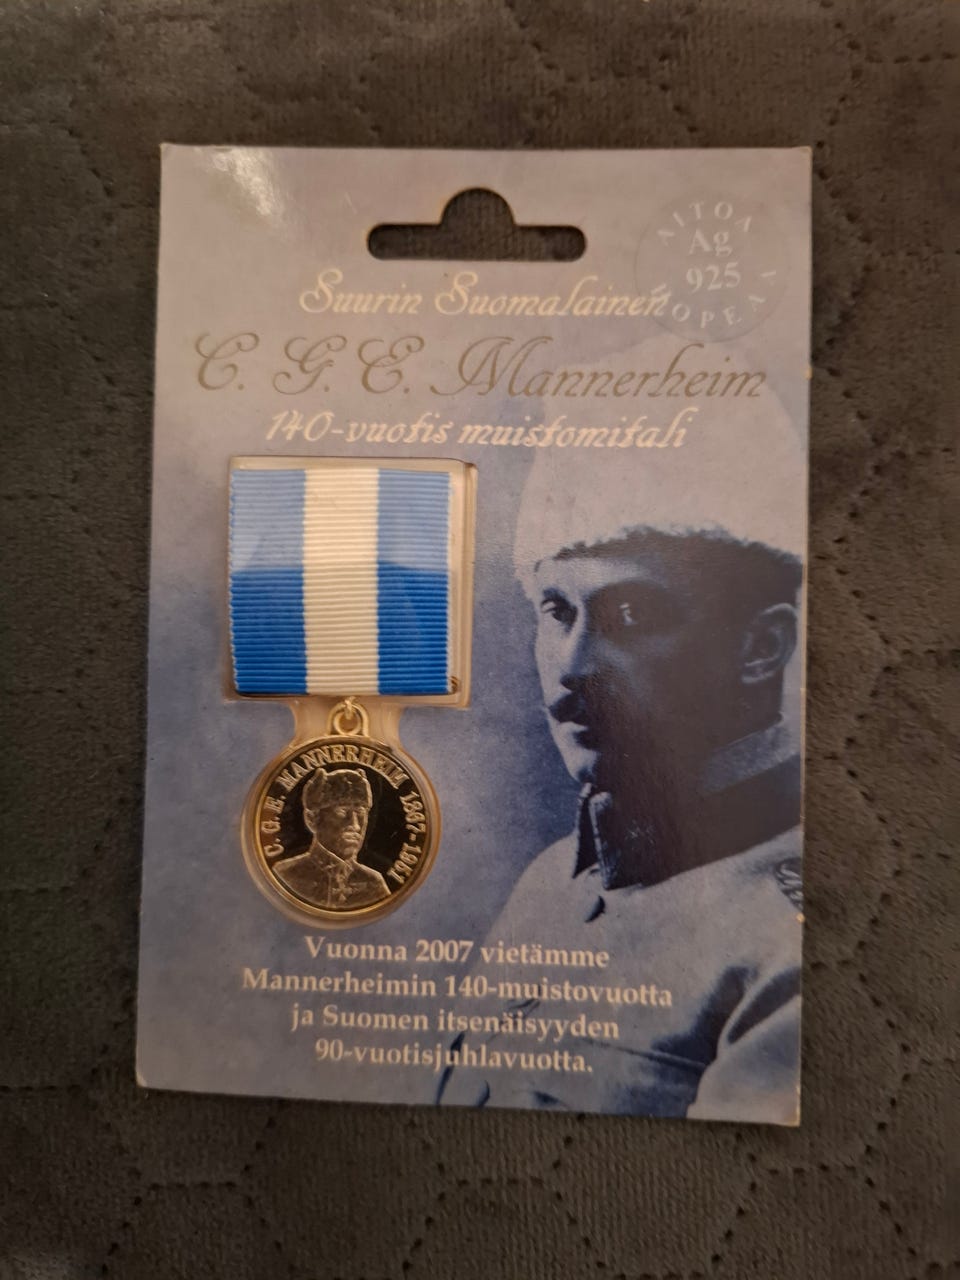 AITOA
Ag
925
HOPEAA
Suurin Suomalainen
C. G. E. Mannerheim
140-vuotis muistomitali
C. G. E. MANNERHEIM 1867-1951
Vuonna 2007 vietämme
Mannerheimin 140-muistovuotta
ja Suomen itsenäisyyden
90-vuotisjuhlavuotta.